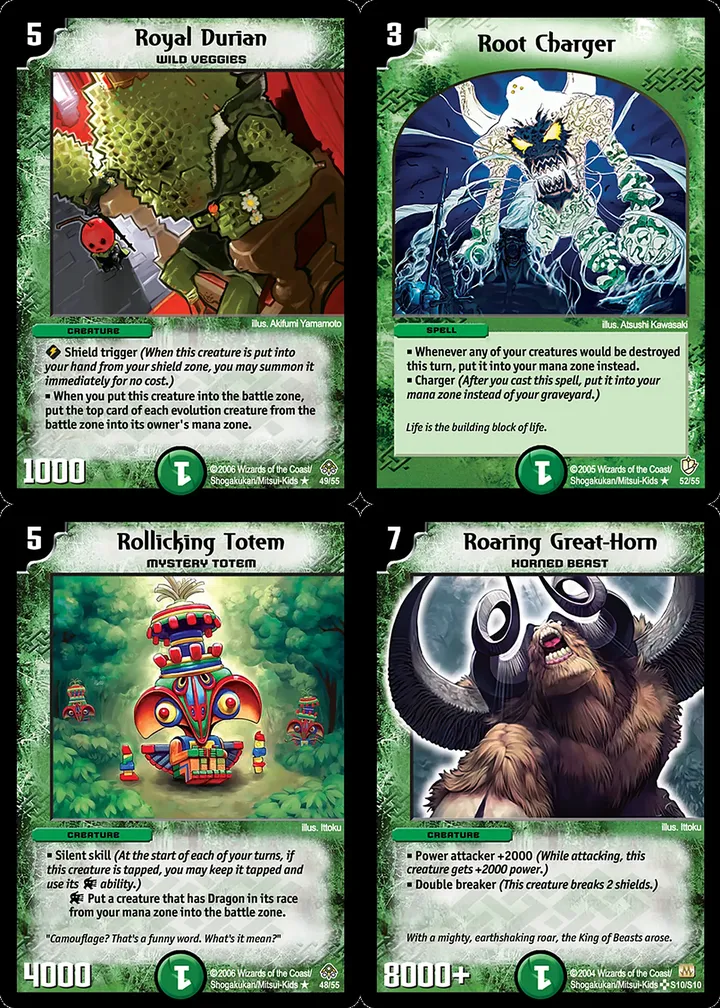 5
Royal Durian
WILD VEGGIES
illus. Akifumi Yamamoto
CREATURE
Shield trigger (When this creature is put into
your hand from your shield zone, you may summon it
immediately for no cost.)
▪ When you put this creature into the battle zone,
put the top card of each evolution creature from the
battle zone into its owner's mana zone.
1000
1
©2006 Wizards of the Coast/
Shogakukan/Mitsui-Kids ★ 49/55
3
Root Charger
illus. Atsushi Kawasaki
SPELL
▪ Whenever any of your creatures would be destroyed
this turn, put it into your mana zone instead.
▪ Charger (After you cast this spell, put it into your
mana zone instead of your graveyard.)
Life is the building block of life.
1
©2005 Wizards of the Coast/
Shogakukan/Mitsui-Kids ★ 52/55
5
Rollicking Totem
MYSTERY TOTEM
illus. Ittoku
CREATURE
▪ Silent skill (At the start of each of your turns, if
this creature is tapped, you may keep it tapped and
use its ability.)
Put a creature that has Dragon in its race
from your mana zone into the battle zone.
"Camouflage? That's a funny word. What's it mean?"
4000
1
©2006 Wizards of the Coast/
Shogakukan/Mitsui-Kids ★ 48/55
7
Roaring Great-Horn
HORNED BEAST
illus. Ittoku
CREATURE
▪ Power attacker +2000 (While attacking, this
creature gets +2000 power.)
▪ Double breaker (This creature breaks 2 shields.)
With a mighty, earthshaking roar, the King of Beasts arose.
8000+
1
©2004 Wizards of the Coast/
Shogakukan/Mitsui-Kids S10/S10